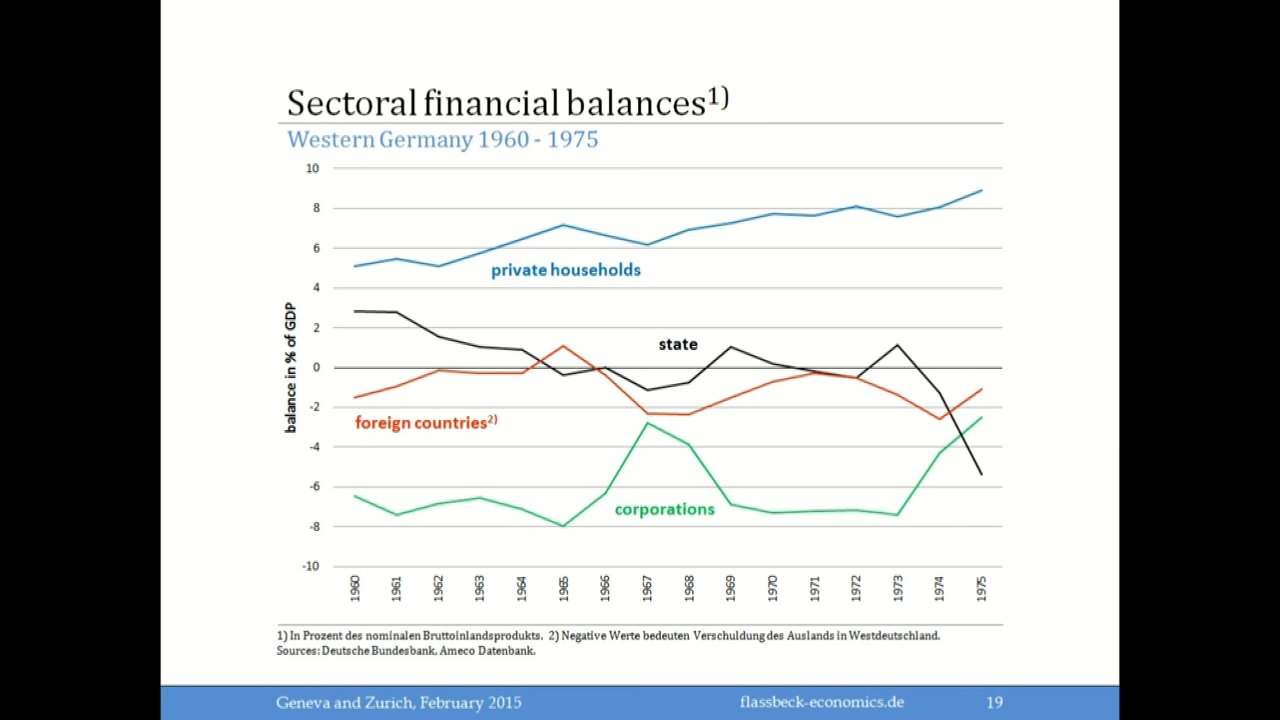 Sectoral financial balances1)
Western Germany 1960 - 1975
balance in % of GDP
10
8
6
4
2
0
-2
-4
-6
-8
-10
private households
state
foreign countries2)
corporations
1960 1961 1962 1963 1964 1965 1966 1967 1968 1969 1970 1971 1972 1973 1974 1975
1) In Prozent des nominalen Bruttoinlandsprodukts. 2) Negative Werte bedeuten Verschuldung des Auslands in Westdeutschland.
Sources: Deutsche Bundesbank, Ameco Datenbank.
Geneva and Zurich, February 2015 flassbeck-economics.de 19